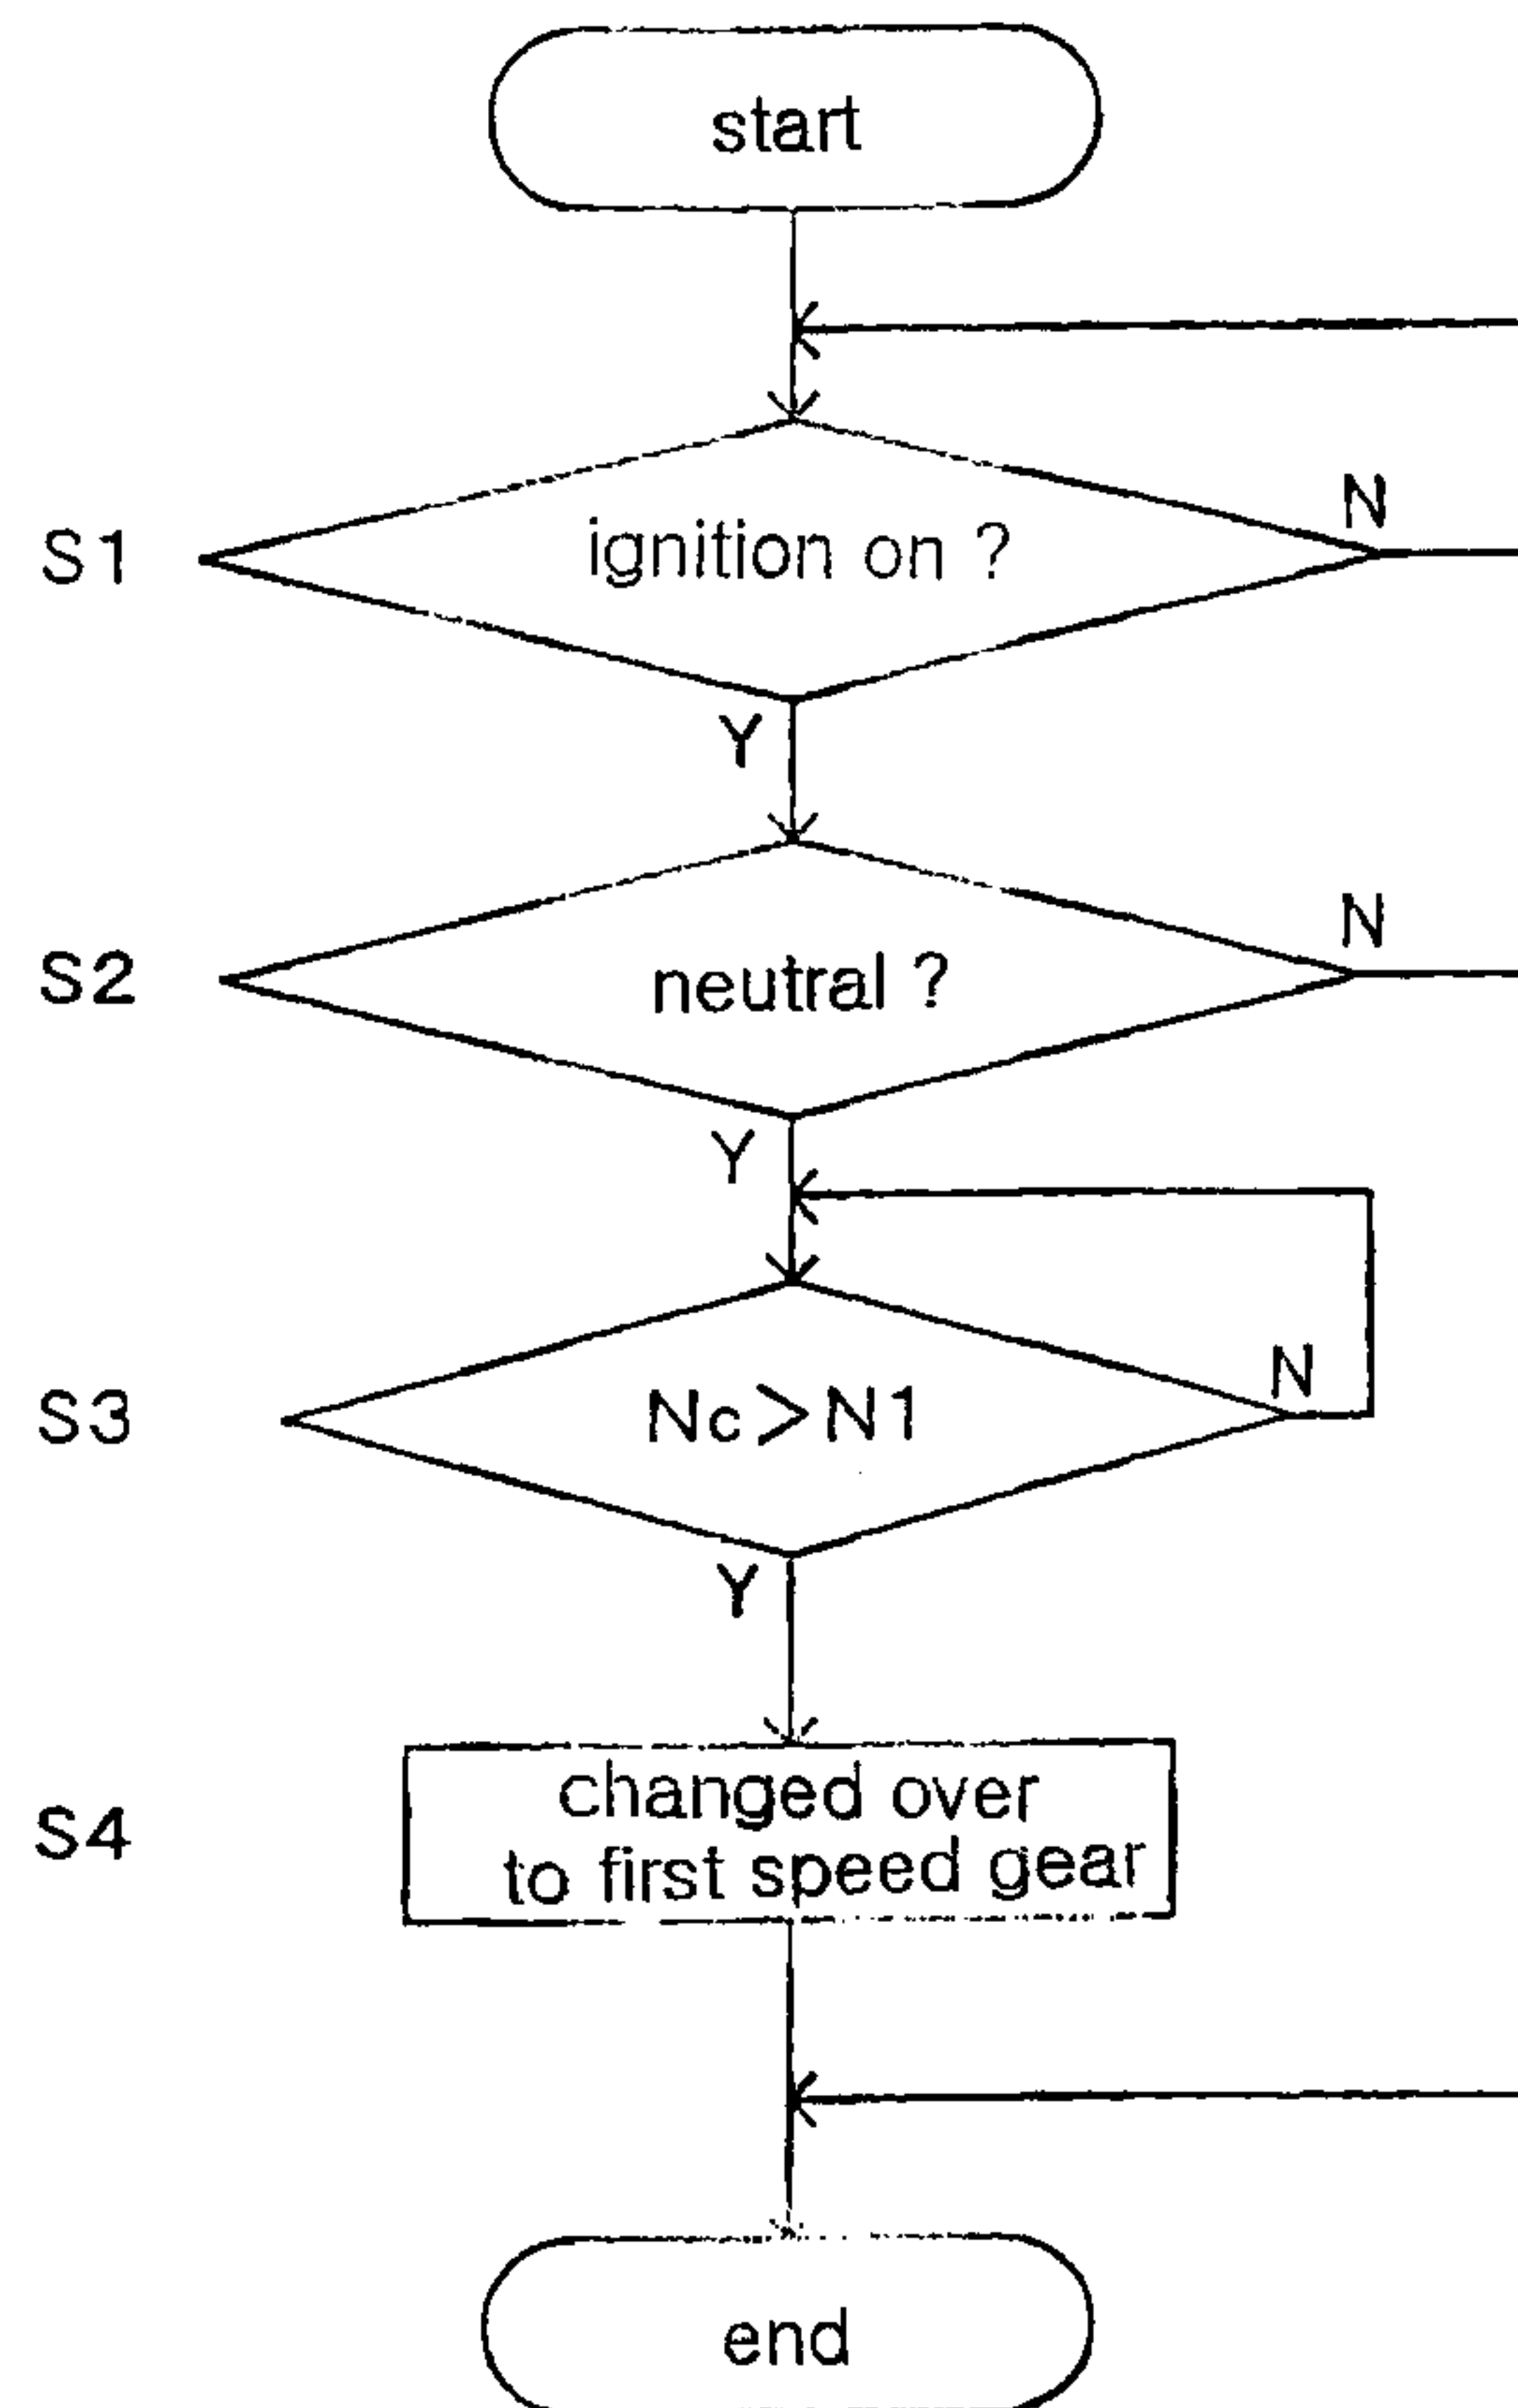 start
S1
ignition on ?
N
Y
S2
neutral ?
N
Y
S3
Nc>N1
N
Y
S4
changed over
to first speed gear
end